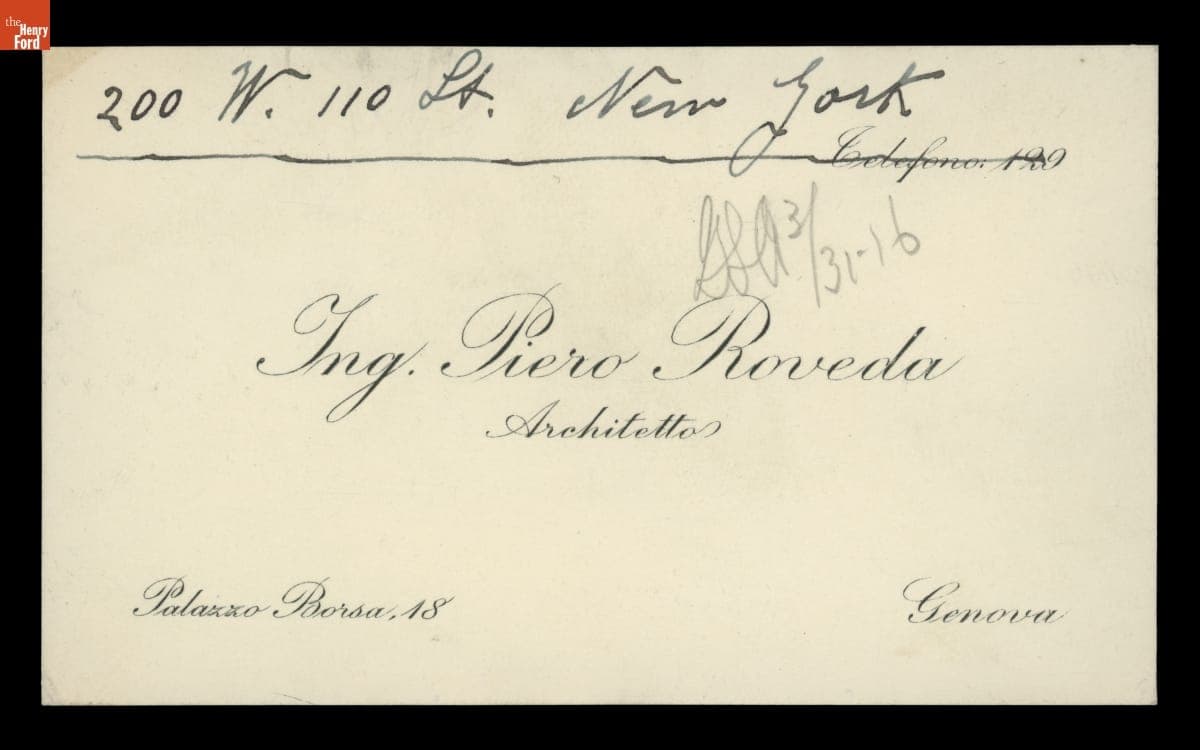 the
Henry
Ford
200 W. 110 St. New York
Telefono: 129
3/31-16
Ing. Piero Roveda
Architetto
Palazzo Borsa, 18
Genova